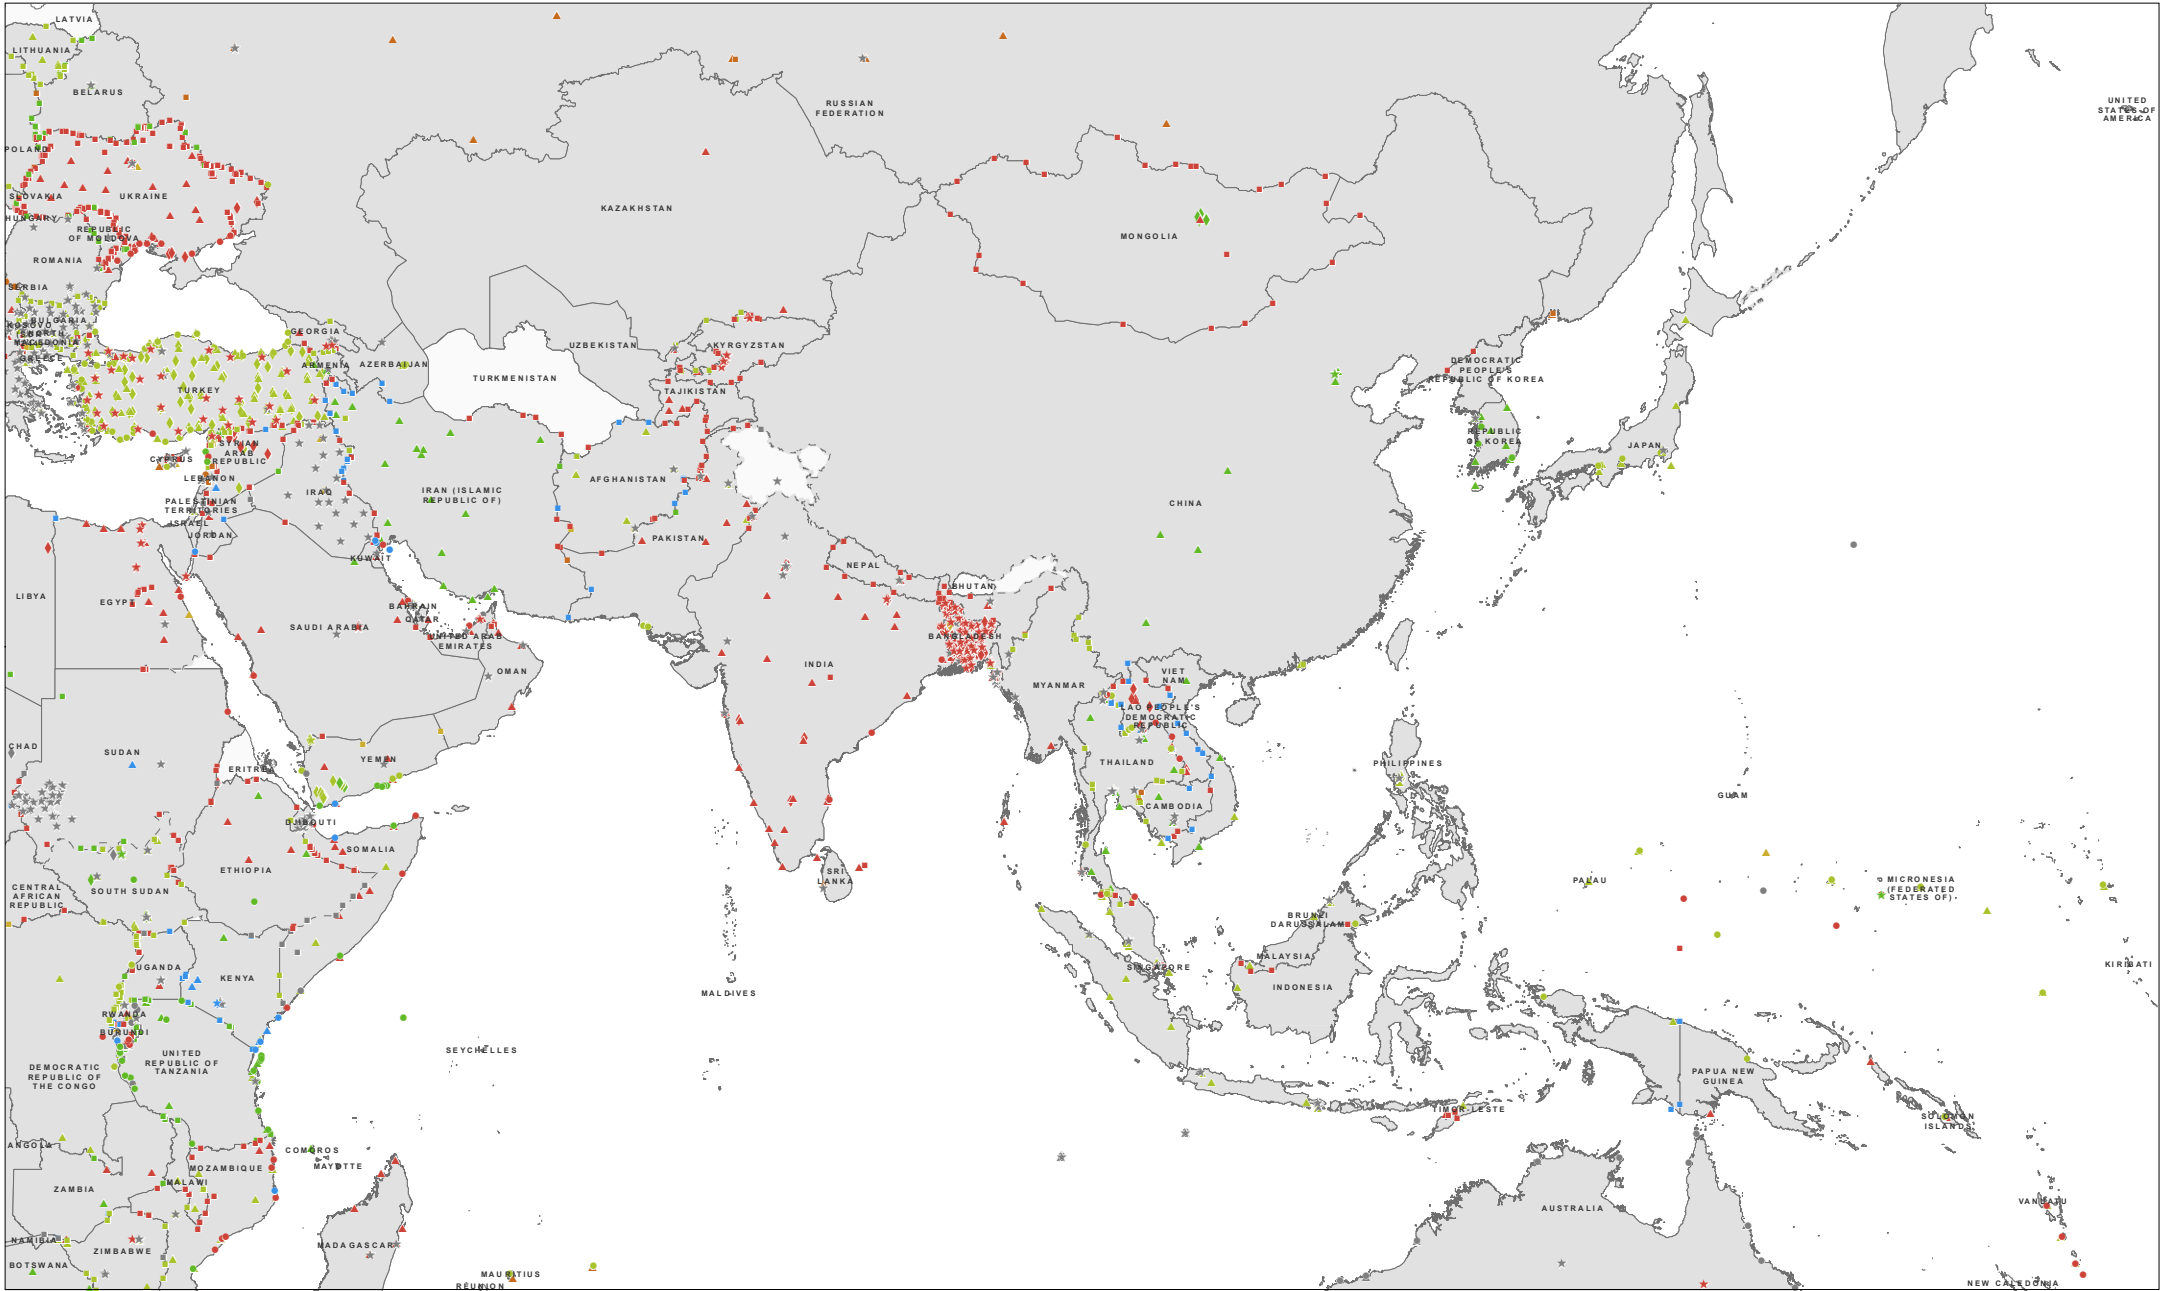 LATVIA
LITHUANIA
BELARUS
RUSSIAN
FEDERATION
UNITED
STATES OF
AMERICA
POLAND
SLOVAKIA
UKRAINE
HUNGARY
REPUBLIC
OF MOLDOVA
ROMANIA
KAZAKHSTAN
MONGOLIA
SERBIA
BULGARIA
KOSOVO
NORTH
MACEDONIA
GREECE
GEORGIA
ARMENIA
AZERBAIJAN
UZBEKISTAN
KYRGYZSTAN
TURKMENISTAN
TAJIKISTAN
TURKEY
DEMOCRATIC
PEOPLE'S
REPUBLIC OF KOREA
REPUBLIC
OF KOREA
JAPAN
CYPRUS
SYRIAN
ARAB
REPUBLIC
LEBANON
IRAQ
PALESTINIAN
TERRITORIES
ISRAEL
JORDAN
IRAN (ISLAMIC
REPUBLIC OF)
AFGHANISTAN
CHINA
KUWAIT
PAKISTAN
NEPAL
BHUTAN
LIBYA
EGYPT
SAUDI ARABIA
BAHRAIN
QATAR
UNITED ARAB
EMIRATES
OMAN
BANGLADESH
INDIA
MYANMAR
VIET
NAM
LAO PEOPLE'S
DEMOCRATIC
REPUBLIC
CHAD
SUDAN
ERITREA
YEMEN
THAILAND
PHILIPPINES
CAMBODIA
GUAM
DJIBOUTI
SOMALIA
ETHIOPIA
SRI
LANKA
CENTRAL
AFRICAN
REPUBLIC
SOUTH SUDAN
PALAU
MICRONESIA
(FEDERATED
STATES OF)
BRUNEI
DARUSSALAM
MALAYSIA
SINGAPORE
INDONESIA
KIRIBATI
UGANDA
KENYA
MALDIVES
RWANDA
BURUNDI
SEYCHELLES
DEMOCRATIC
REPUBLIC OF
THE CONGO
UNITED
REPUBLIC OF
TANZANIA
PAPUA NEW
GUINEA
TIMOR-LESTE
SOLOMON
ISLANDS
ANGOLA
COMOROS
MAYOTTE
MOZAMBIQUE
MALAWI
ZAMBIA
AUSTRALIA
VANUATU
NAMIBIA
ZIMBABWE
MADAGASCAR
BOTSWANA
MAURITIUS
RÉUNION
NEW CALEDONIA